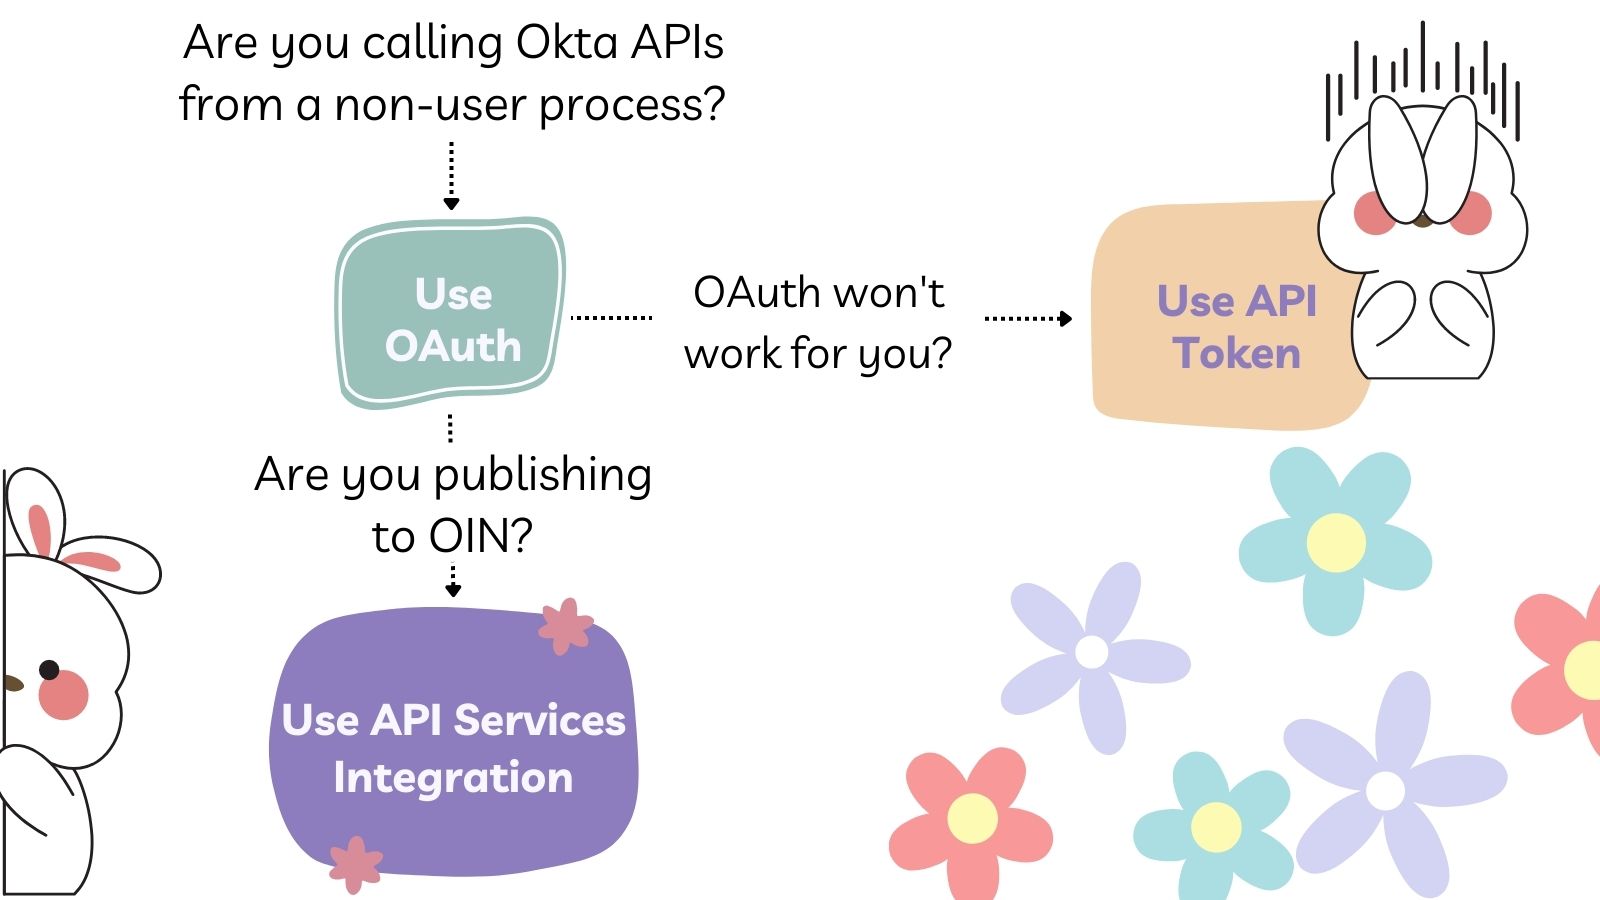 Are you calling Okta APIs
from a non-user process?
Use
OAuth
OAuth won't
work for you?
Use API
Token
Are you publishing
to OIN?
Use API Services
Integration